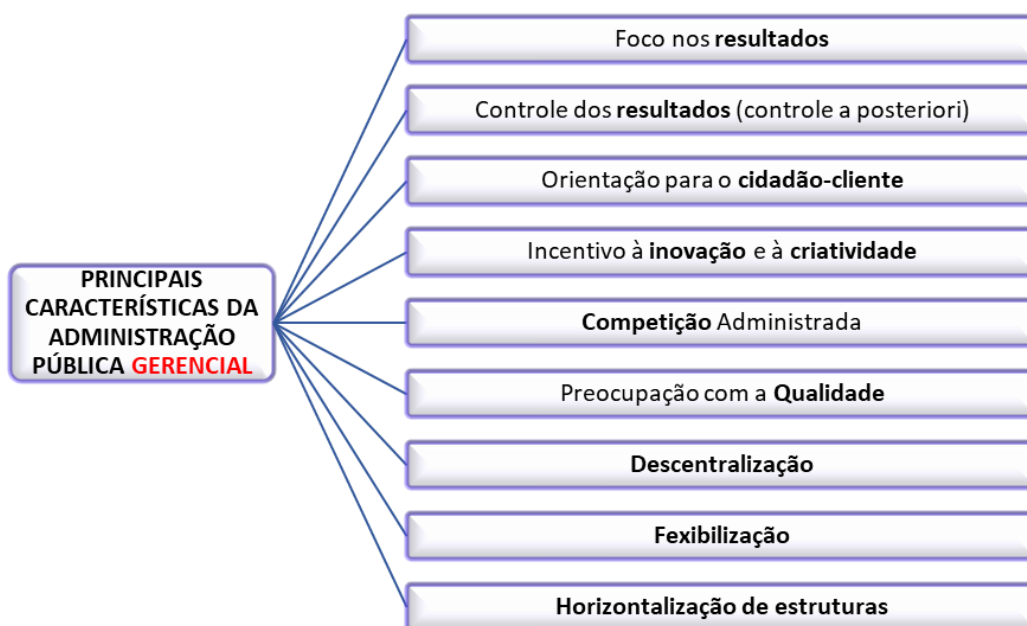 PRINCIPAIS
CARACTERÍSTICAS DA
ADMINISTRAÇÃO
PÚBLICA GERENCIAL
Foco nos resultados
Controle dos resultados (controle a posteriori)
Orientação para o cidadão-cliente
Incentivo à inovação e à criatividade
Competição Administrada
Preocupação com a Qualidade
Descentralização
Fexibilização
Horizontalização de estruturas